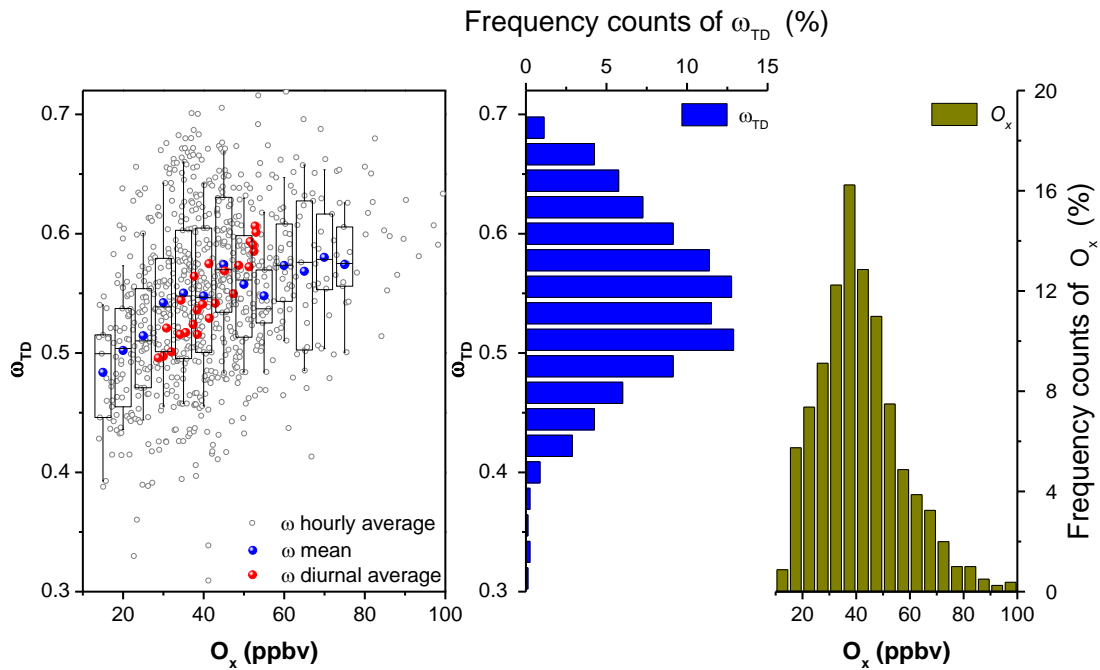 Frequency counts of ω_TD (%)
0 5 10 15
0.7
0.6
0.5
0.4
0.3
ω_TD
20 40 60 80 100
O_x (ppbv)
ω hourly average
ω mean
ω diurnal average
0.7
0.6
0.5
0.4
0.3
ω_TD
ω_TD
O_x
20
16
12
8
4
0
Frequency counts of O_x (%)
20 40 60 80 100
O_x (ppbv)